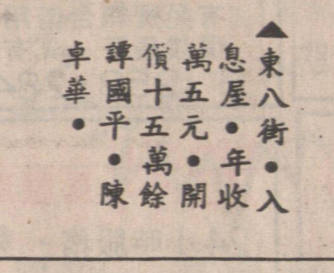 ▲東八街●入
息屋●年收
萬五元●開
價十五萬餘
譚國平●陳
卓華●